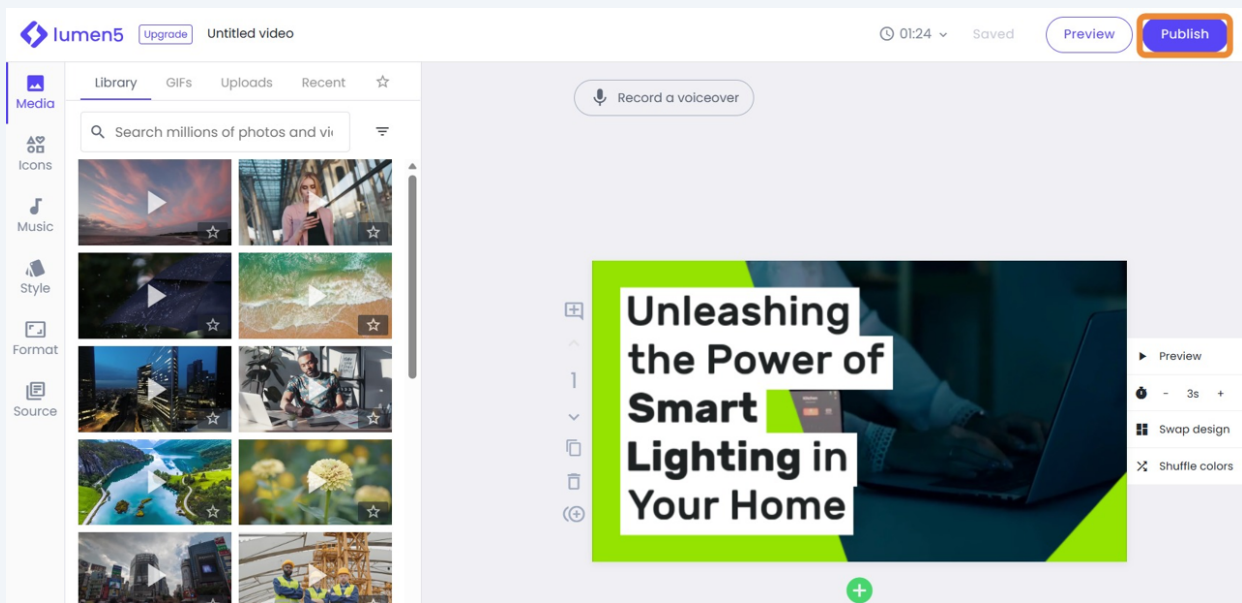 lumen5 Upgrade Untitled video 01:24 Saved Preview Publish
Media
Icons
Music
Style
Format
Source
Library GIFs Uploads Recent
Search millions of photos and vi
Record a voiceover
1
Unleashing
the Power of
Smart
Lighting in
Your Home
Preview
- 3s +
Swap design
Shuffle colors